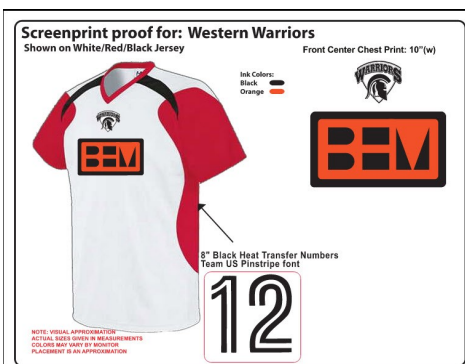 Screenprint proof for: Western Warriors
Shown on White/Red/Black Jersey
Front Center Chest Print: 10"(w)
Ink Colors:
Black
Orange
WARRIORS
BEM
WARRIORS
BEM
8" Black Heat Transfer Numbers
Team US Pinstripe font
12
NOTE: VISUAL APPROXIMATION
ACTUAL SIZES GIVEN IN MEASUREMENTS
COLORS MAY VARY BY MONITOR
PLACEMENT IS AN APPROXIMATION